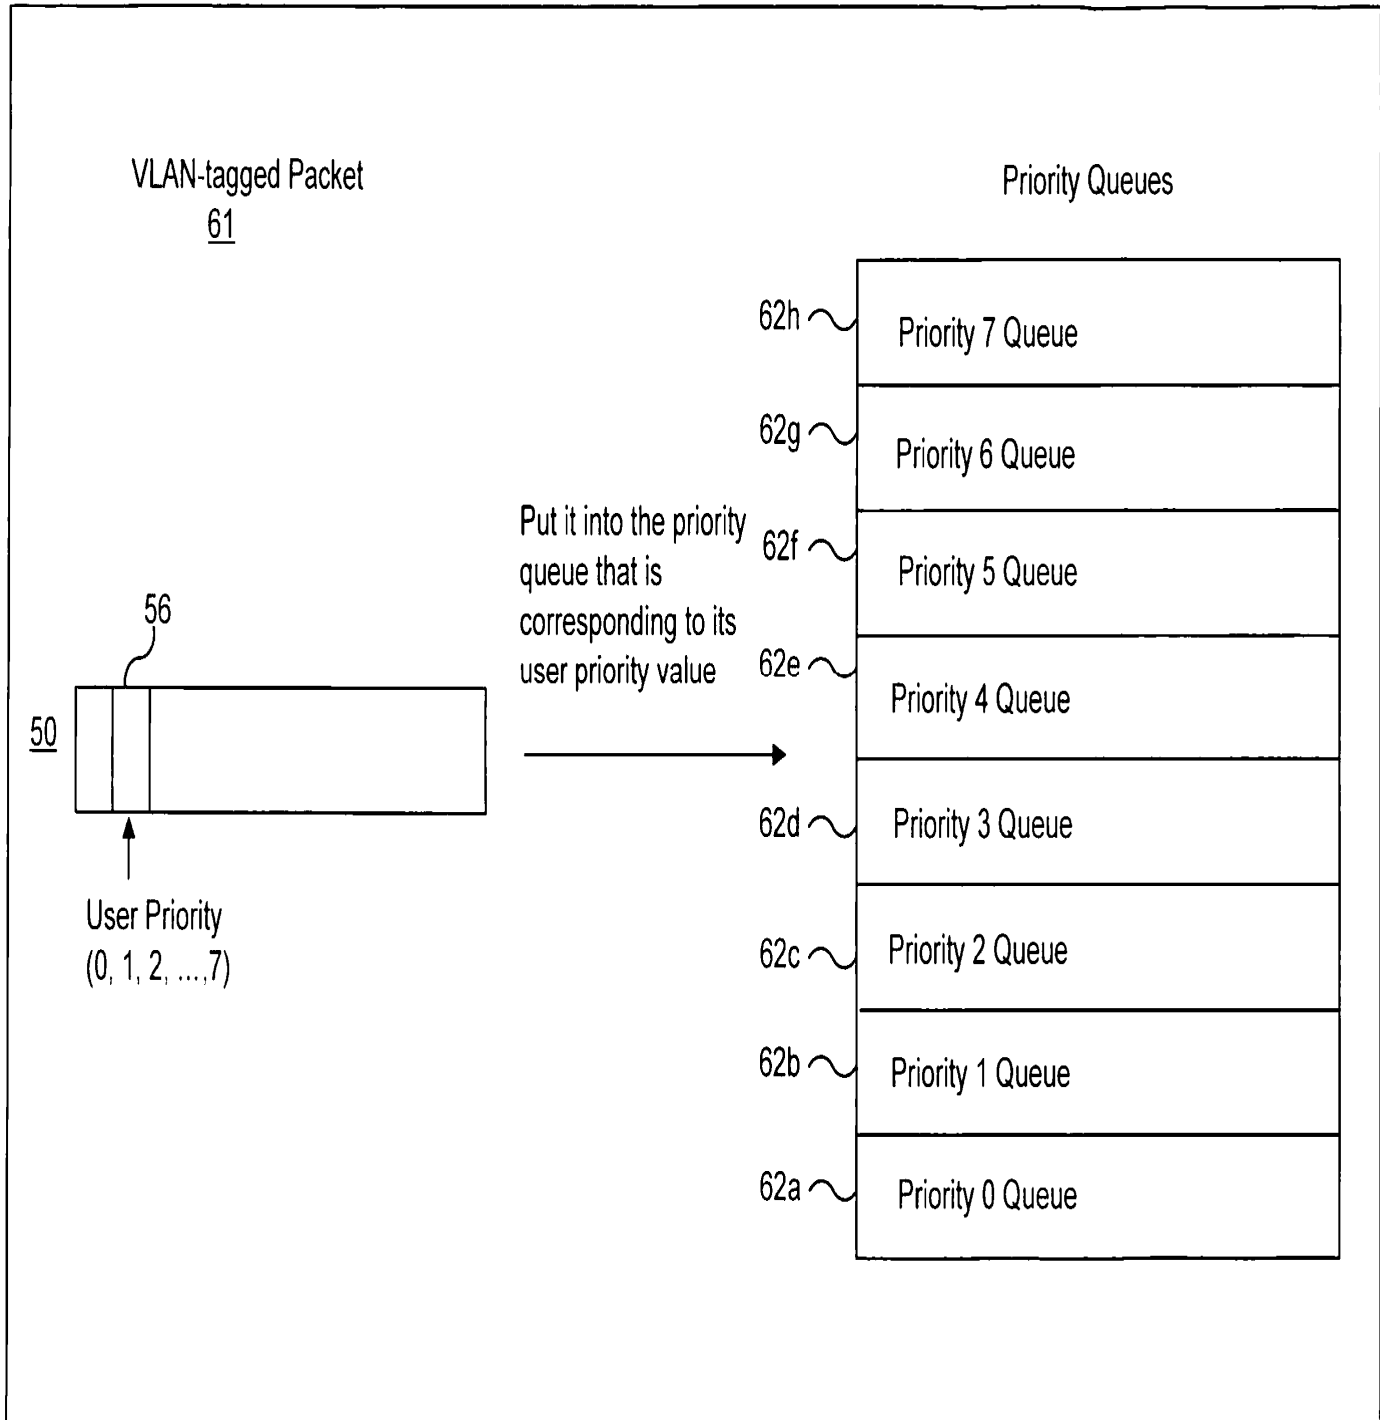 VLAN-tagged Packet
61
Priority Queues
62h
Priority 7 Queue
62g
Priority 6 Queue
Put it into the priority
queue that is
corresponding to its
user priority value
62f
Priority 5 Queue
56
62e
Priority 4 Queue
50
62d
Priority 3 Queue
User Priority
(0, 1, 2, ...,7)
62c
Priority 2 Queue
62b
Priority 1 Queue
62a
Priority 0 Queue